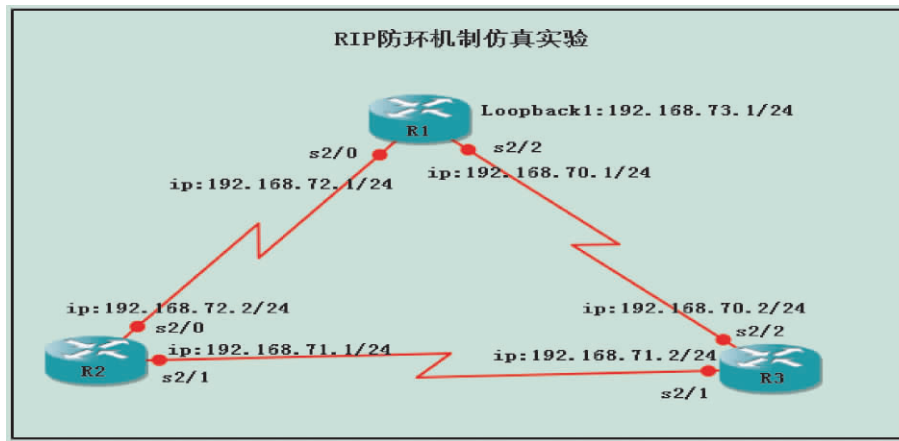 RIP防环机制仿真实验
Loopback1:192.168.73.1/24
R1
s2/0
s2/2
ip:192.168.72.1/24
ip:192.168.70.1/24
ip:192.168.72.2/24
ip:192.168.70.2/24
s2/0
s2/2
ip:192.168.71.1/24
ip:192.168.71.2/24
R2
R3
s2/1
s2/1